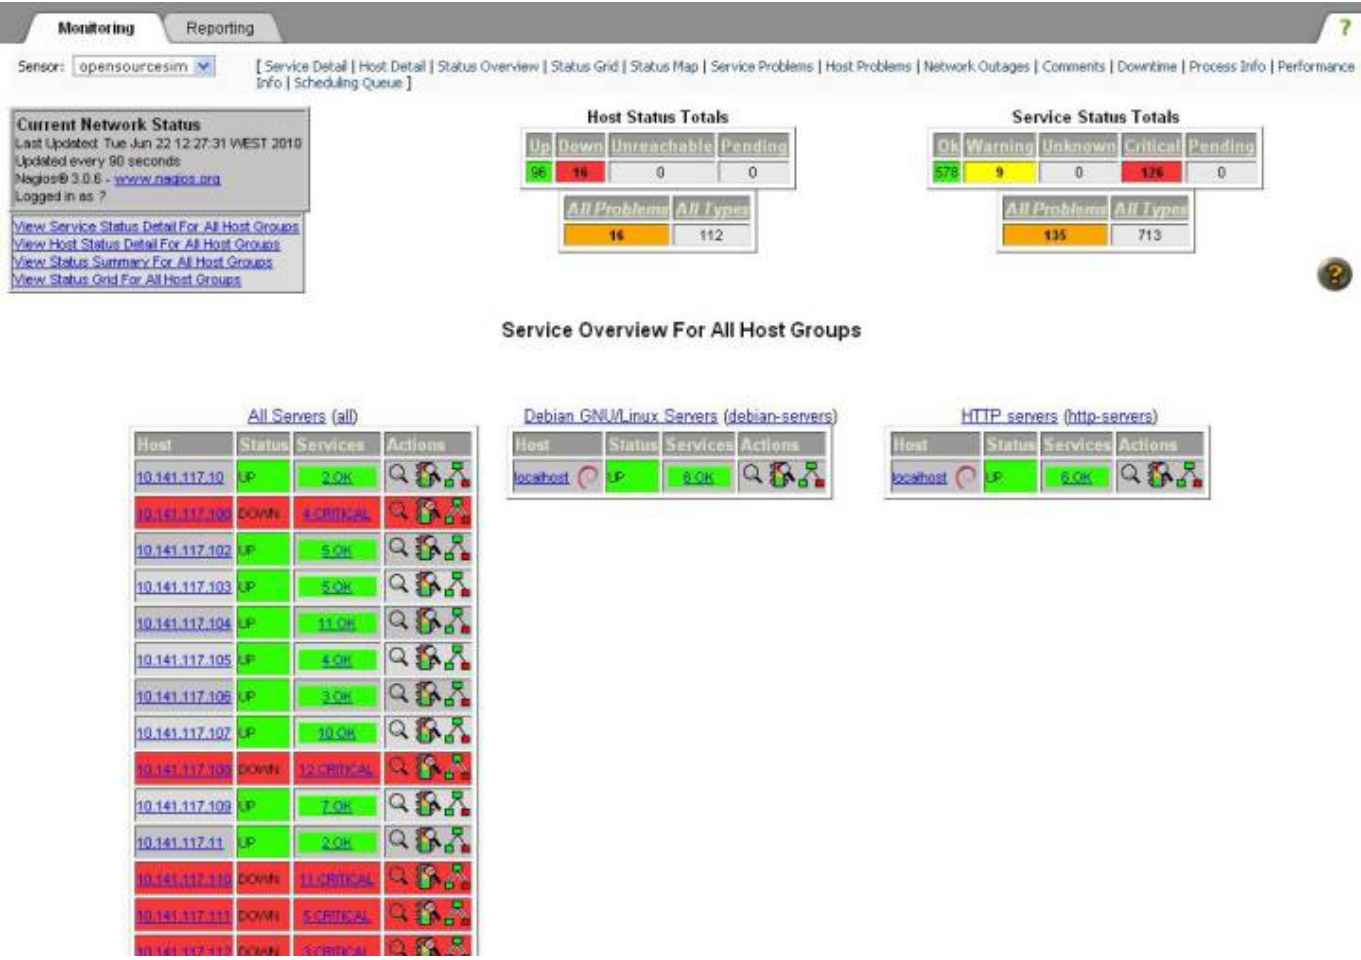 Monitoring Reporting ?
Sensor: opensourcesim [ Service Detail | Host Detail | Status Overview | Status Grid | Status Map | Service Problems | Host Problems | Network Outages | Comments | Downtime | Process Info | Performance
Info | Scheduling Queue ]
Current Network Status
Last Updated: Tue Jun 22 12:27:31 WEST 2010
Updated every 90 seconds
Nagios® 3.0.6 - www.nagios.org
Logged in as ?
View Service Status Detail For All Host Groups
View Host Status Detail For All Host Groups
View Status Summary For All Host Groups
View Status Grid For All Host Groups
Host Status Totals
Up Down Unreachable Pending
96 16 0 0
All Problems All Types
16 112
Service Status Totals
Ok Warning Unknown Critical Pending
578 9 0 126 0
All Problems All Types
135 713
?
Service Overview For All Host Groups
All Servers (all)
Host Status Services Actions
10.141.117.10 UP 2 OK
10.141.117.100 DOWN 4 CRITICAL
10.141.117.102 UP 5 OK
10.141.117.103 UP 5 OK
10.141.117.104 UP 11 OK
10.141.117.105 UP 4 OK
10.141.117.106 UP 3 OK
10.141.117.107 UP 10 OK
10.141.117.108 DOWN 12 CRITICAL
10.141.117.109 UP 7 OK
10.141.117.11 UP 2 OK
10.141.117.110 DOWN 11 CRITICAL
10.141.117.111 DOWN 5 CRITICAL
10.141.117.112 DOWN 3 CRITICAL
Debian GNU/Linux Servers (debian-servers)
Host Status Services Actions
localhost UP 6 OK
HTTP servers (http-servers)
Host Status Services Actions
localhost UP 6 OK